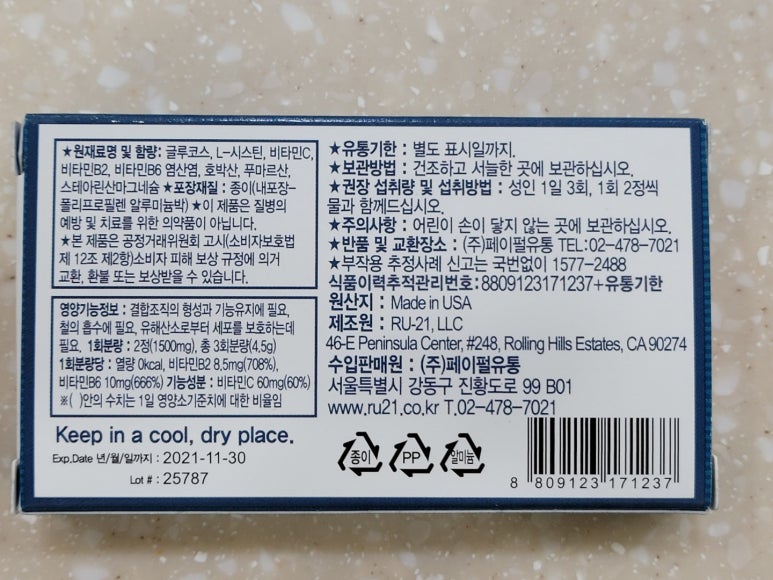 ★원재료명 및 함량: 글루코스, L-시스틴, 비타민C,
비타민B2, 비타민B6 염산염, 호박산, 푸마르산,
스테아린산마그네슘 ★포장재질 : 종이(내포장-
폴리프로필렌 알루미늄박) ★이 제품은 질병의
예방 및 치료를 위한 의약품이 아닙니다.
★본 제품은 공정거래위원회 고시(소비자보호법
제 12조 제2항)소비자 피해 보상 규정에 의거
교환, 환불 또는 보상받을 수 있습니다.
영양기능정보 : 결합조직의 형성과 기능유지에 필요,
철의 흡수에 필요, 유해산소로부터 세포를 보호하는데
필요, 1회분량 : 2정(1500mg), 총 3회분량(4,5g)
1회분량당 : 열량 0kcal, 비타민B2 8,5mg(708%),
비타민B6 10mg(666%) 기능성분 : 비타민C 60mg(60%)
※( )안의 수치는 1일 영양소기준치에 대한 비율임
Keep in a cool, dry place.
Exp.Date 년/월/일까지 : 2021-11-30
Lot # : 25787
★유통기한 : 별도 표시일까지.
★보관방법 : 건조하고 서늘한 곳에 보관하십시오.
★권장 섭취량 및 섭취방법 : 성인 1일 3회, 1회 2정씩
물과 함께드십시오.
★주의사항 : 어린이 손이 닿지 않는 곳에 보관하십시오.
★반품 및 교환장소 : (주)페이펄유통 TEL:02-478-7021
★부작용 추정사례 신고는 국번없이 1577-2488
식품이력추적관리번호:8809123171237+유통기한
원산지 : Made in USA
제조원 : RU-21, LLC
46-E Peninsula Center, #248, Rolling Hills Estates, CA 90274
수입판매원 : (주)페이펄유통
서울특별시 강동구 진황도로 99 B01
www.ru21.co.kr T.02-478-7021
종이 PP 알미늄
8 809123 171237